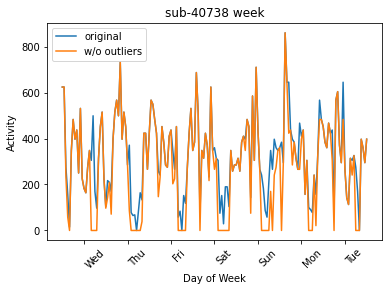 sub-40738 week
original
w/o outliers
Activity
800
600
400
200
0
Wed
Thu
Fri
Sat
Sun
Mon
Tue
Day of Week